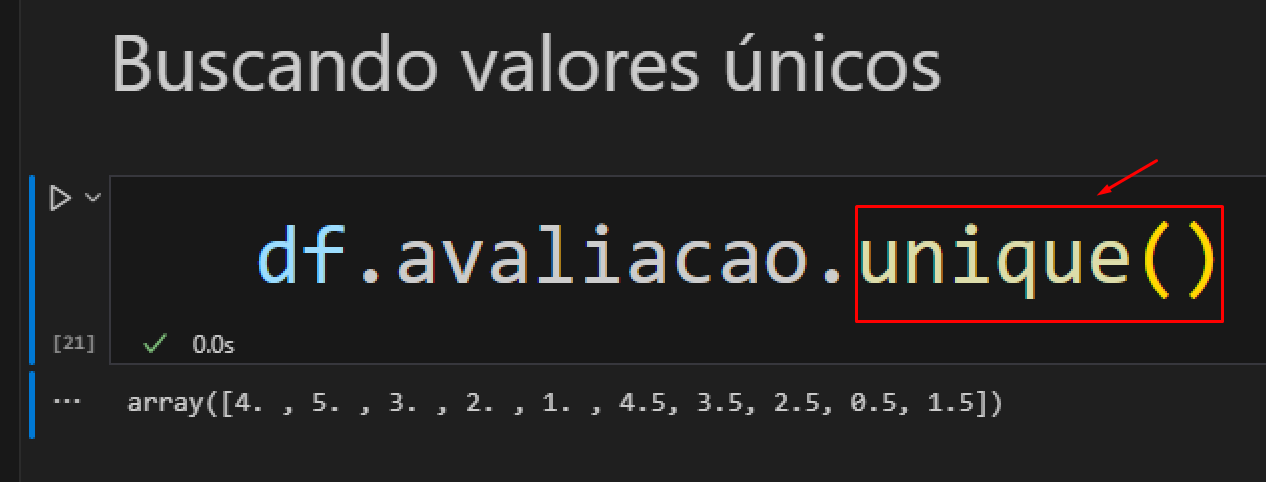 Buscando valores únicos
df.avaliacao.unique()
[21]
0.0s
array([4. , 5. , 3. , 2. , 1. , 4.5, 3.5, 2.5, 0.5, 1.5])